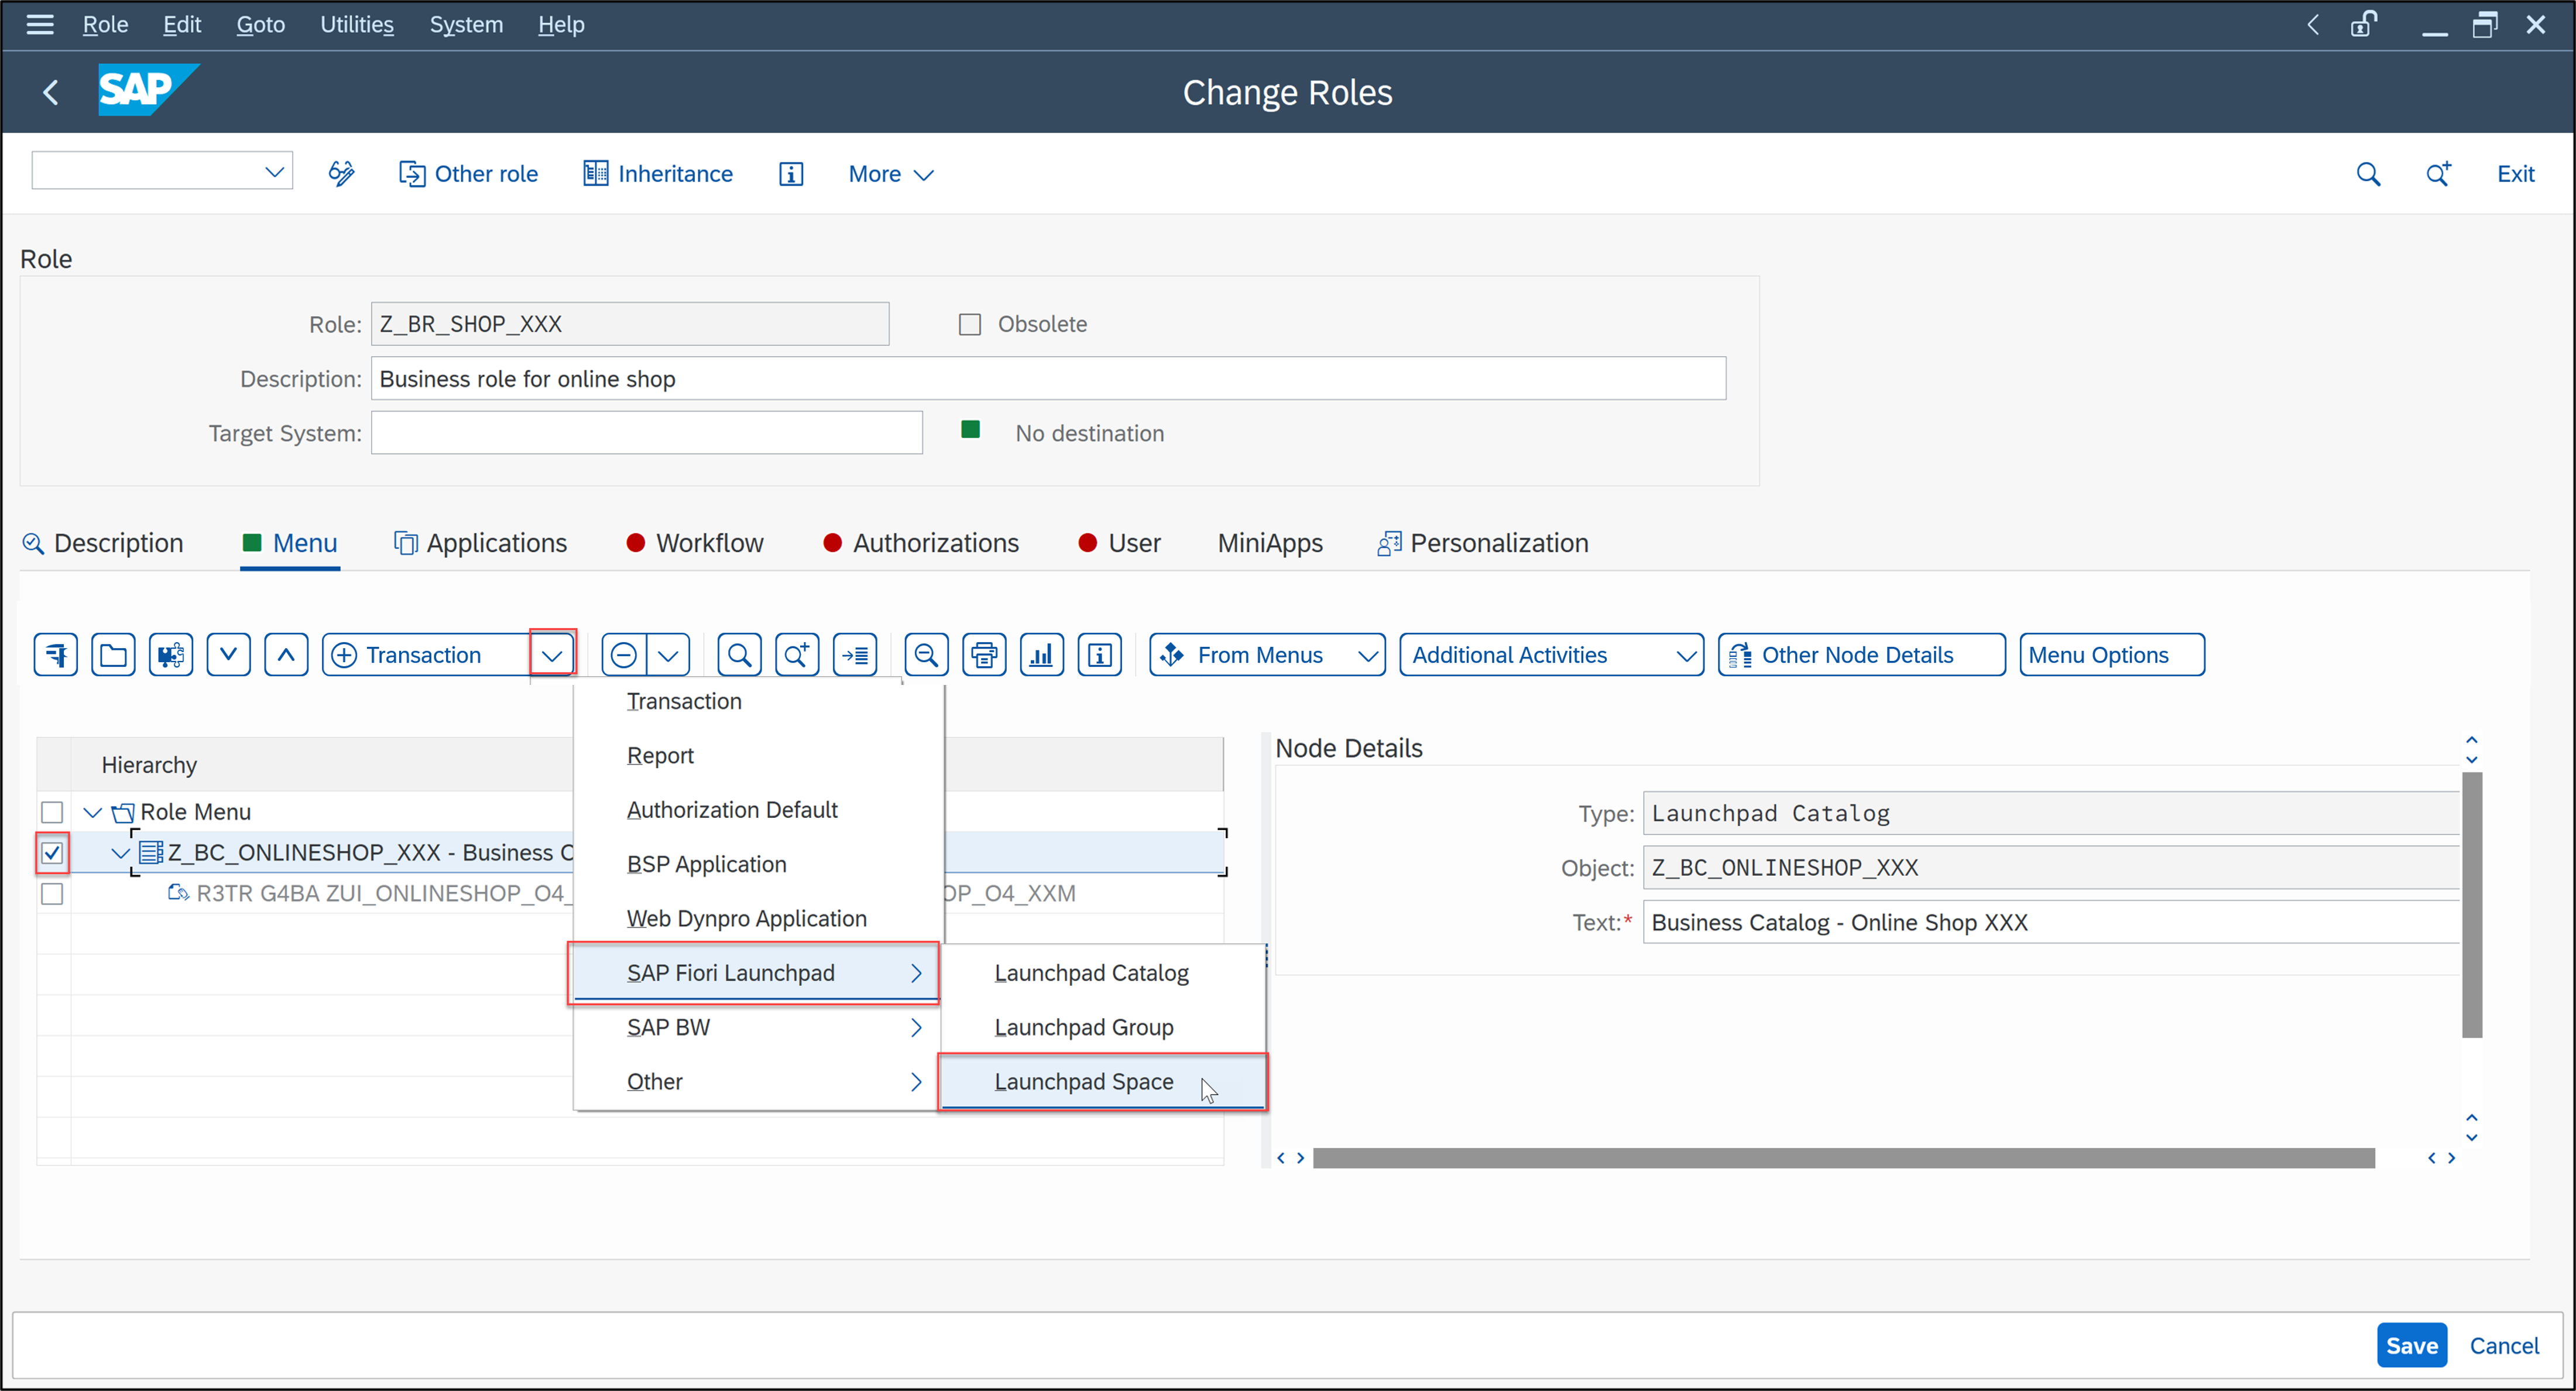 Role Edit Goto Utilities System Help
SAP
Change Roles
Other role Inheritance More Exit
Role
Role: Z_BR_SHOP_XXX Obsolete
Description: Business role for online shop
Target System: No destination
Description Menu Applications Workflow Authorizations User MiniApps Personalization
Transaction From Menus Additional Activities Other Node Details Menu Options
Transaction
Report
Authorization Default
BSP Application
Web Dynpro Application
SAP Fiori Launchpad
SAP BW
Other
Launchpad Catalog
Launchpad Group
Launchpad Space
Hierarchy
Role Menu
Z_BC_ONLINESHOP_XXX - Business C
R3TR G4BA ZUI_ONLINESHOP_O4_ OP_O4_XXM
Node Details
Type: Launchpad Catalog
Object: Z_BC_ONLINESHOP_XXX
Text:* Business Catalog - Online Shop XXX
Save Cancel